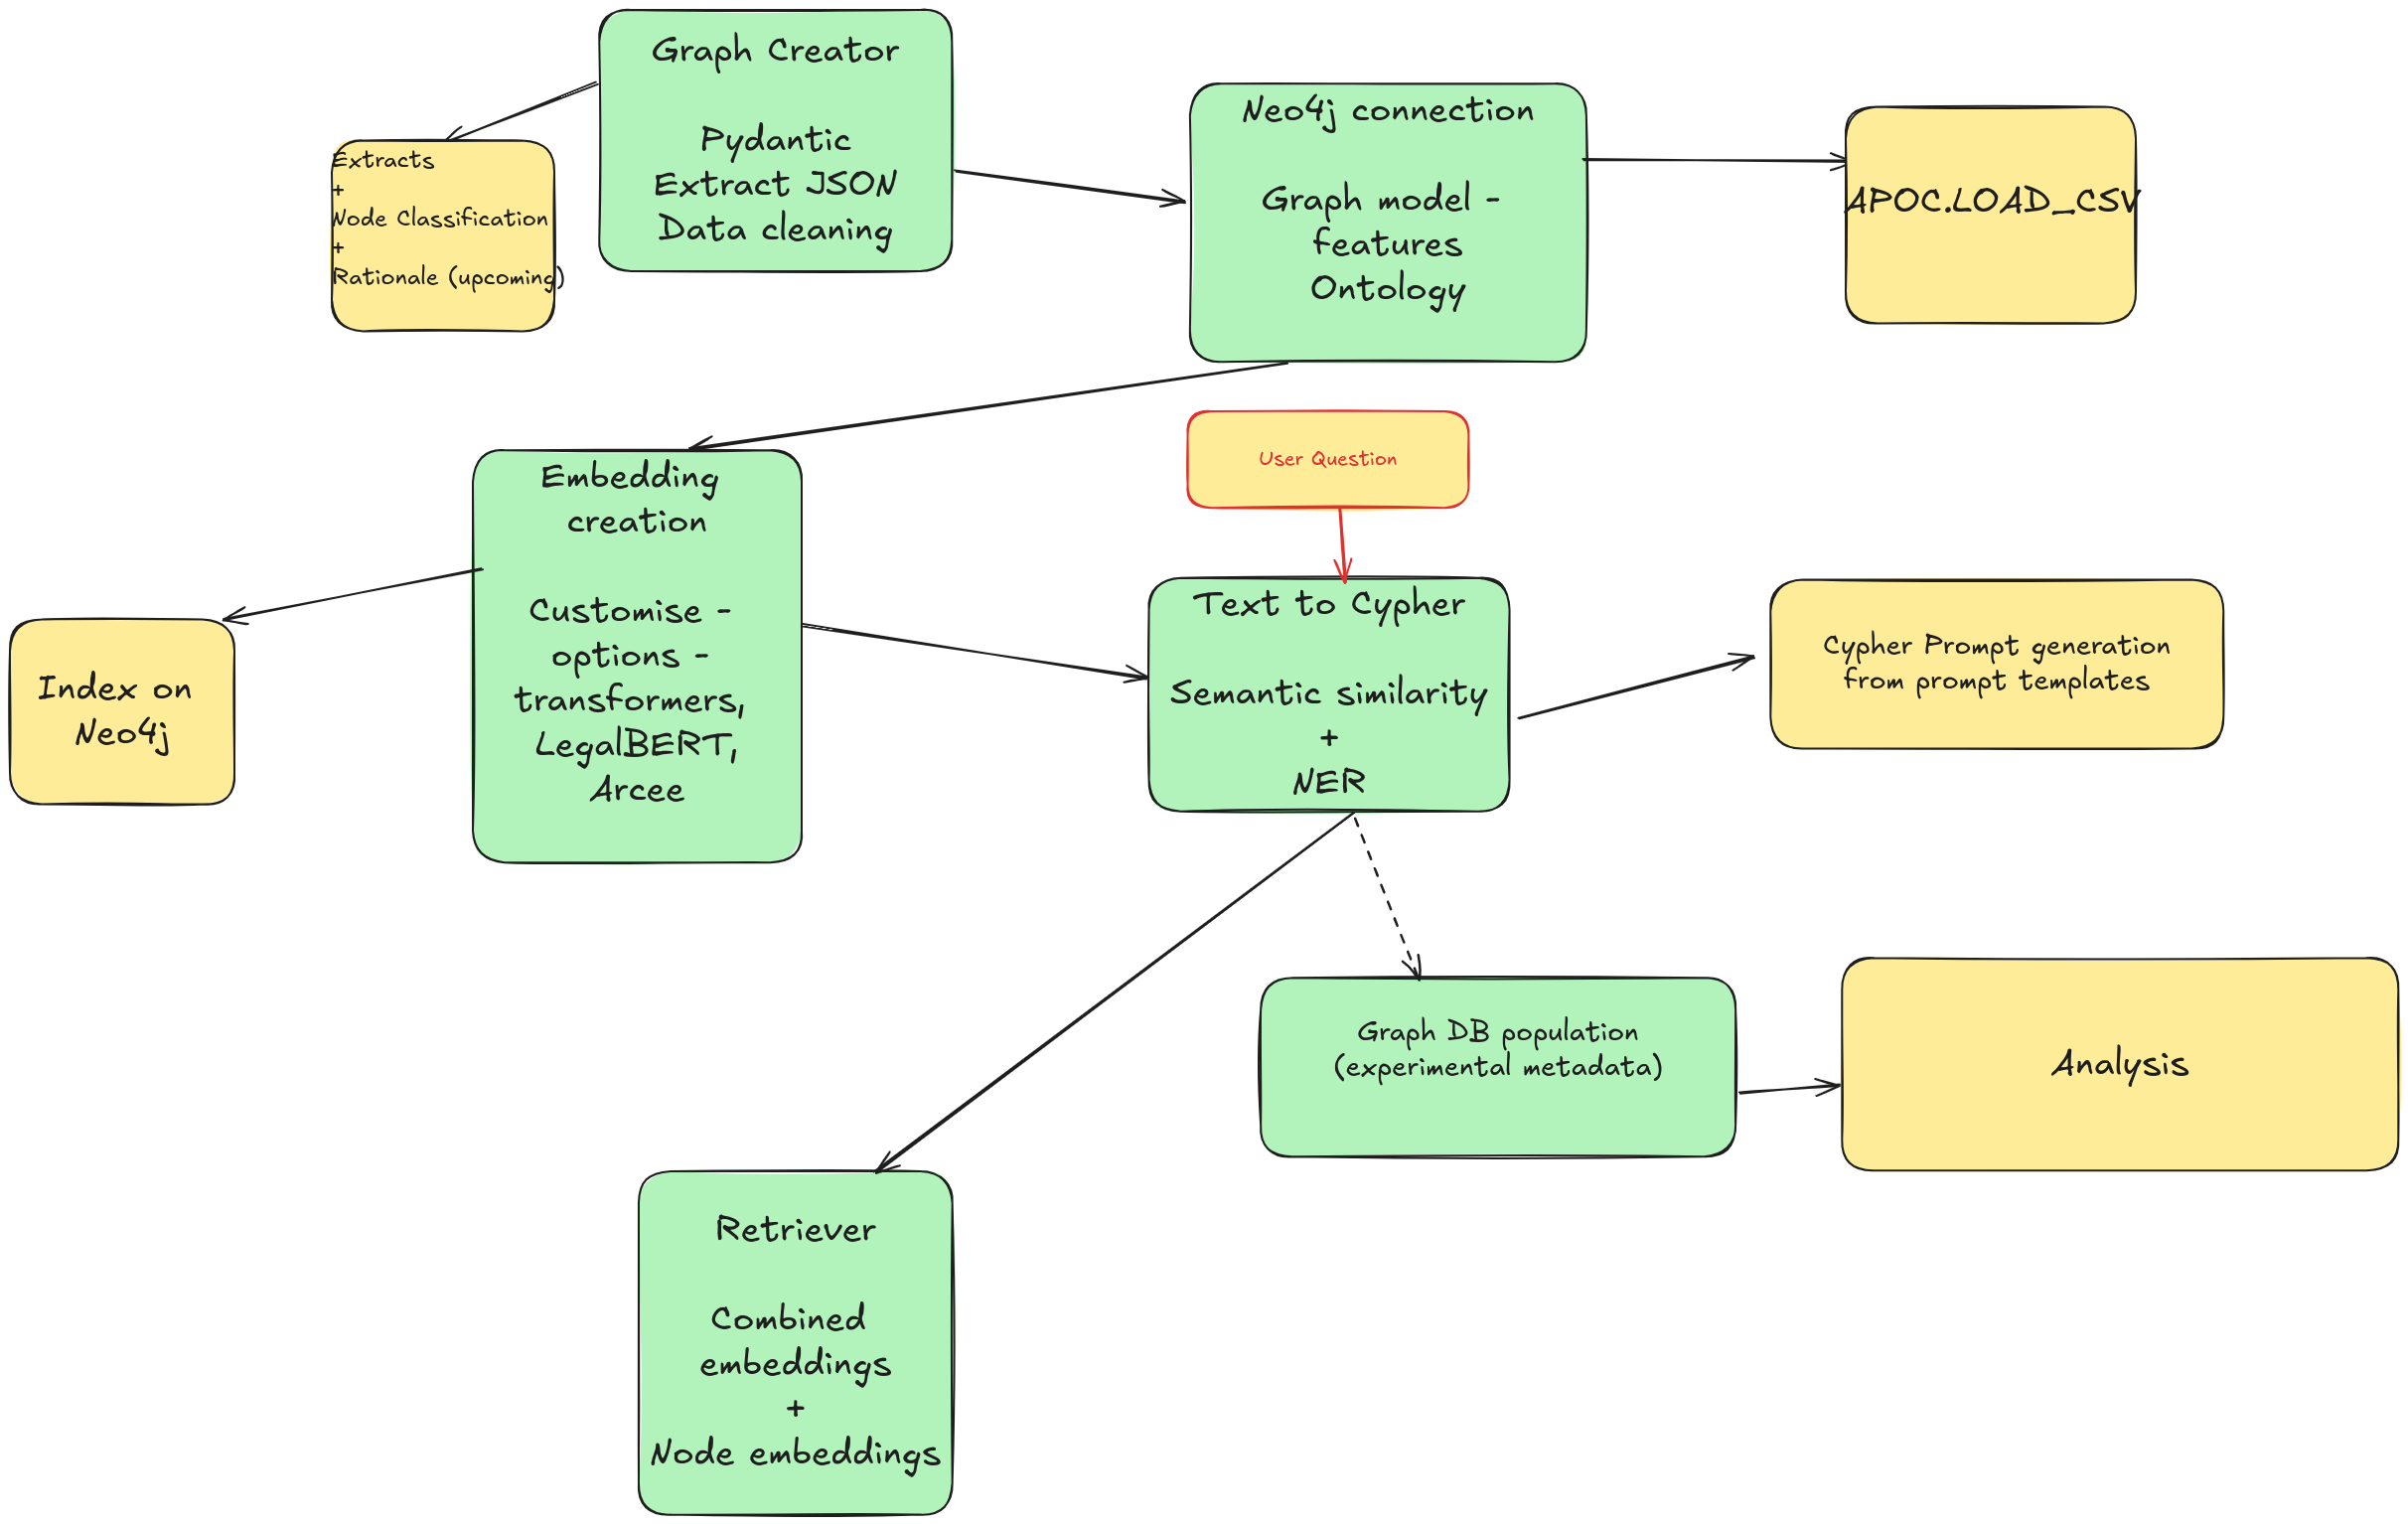 Graph Creator
Pydantic
Extract JSON
Data cleaning
Extracts
+
Node Classification
+
Rationale (upcoming)
Neo4j connection
Graph model -
features
Ontology
APOC.LOAD_CSV
User Question
Embedding
creation
Customise -
options -
transformers,
LegalBERT,
Arcee
Index on
Neo4j
Text to Cypher
Semantic similarity
+
NER
Cypher Prompt generation
from prompt templates
Graph DB population
(experimental metadata)
Analysis
Retriever
Combined
embeddings
+
Node embeddings